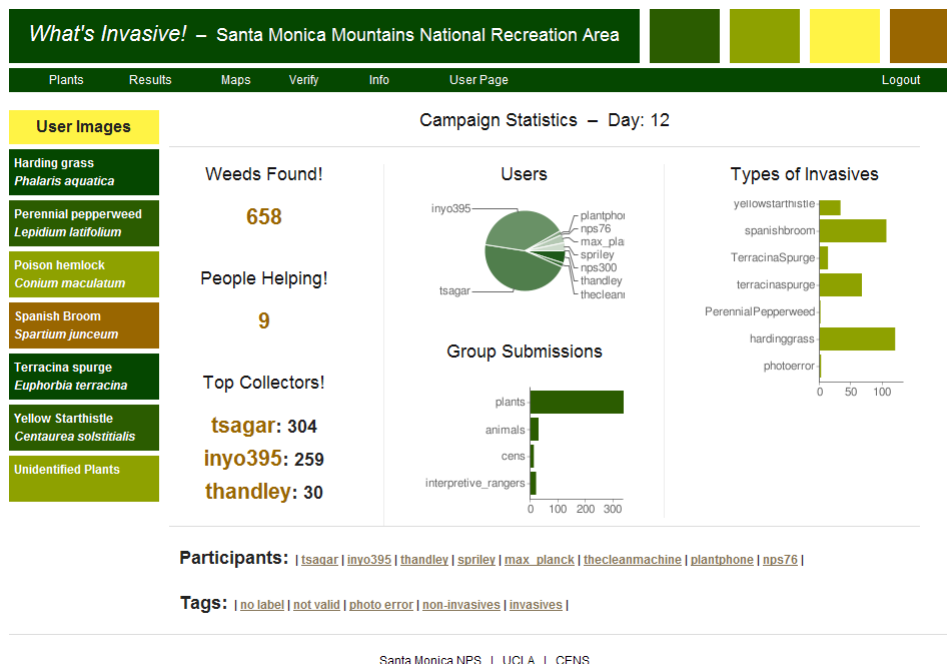 What's Invasive! – Santa Monica Mountains National Recreation Area
Plants Results Maps Verify Info User Page Logout
User Images
Harding grass
Phalaris aquatica
Perennial pepperweed
Lepidium latifolium
Poison hemlock
Conium maculatum
Spanish Broom
Spartium junceum
Terracina spurge
Euphorbia terracina
Yellow Starthistle
Centaurea solstitialis
Unidentified Plants
Campaign Statistics – Day: 12
Weeds Found!
658
People Helping!
9
Top Collectors!
tsagar: 304
inyo395: 259
thandley: 30
Users
inyo395
tsagar
plantphor
nps76
max_pla
spriley
nps300
thandley
thecleanr
Group Submissions
plants
animals
cens
interpretive_rangers
0 100 200 300
Types of Invasives
yellowstarthistle
spanishbroom
TerracinaSpurge
terracinaspurge
PerennialPepperweed
hardinggrass
photoerror
0 50 100
Participants: | tsagar | inyo395 | thandley | spriley | max_planck | thecleanmachine | plantphone | nps76 |
Tags: | no label | not valid | photo error | non-invasives | invasives |
Santa Monica NPS | UCLA | CENS